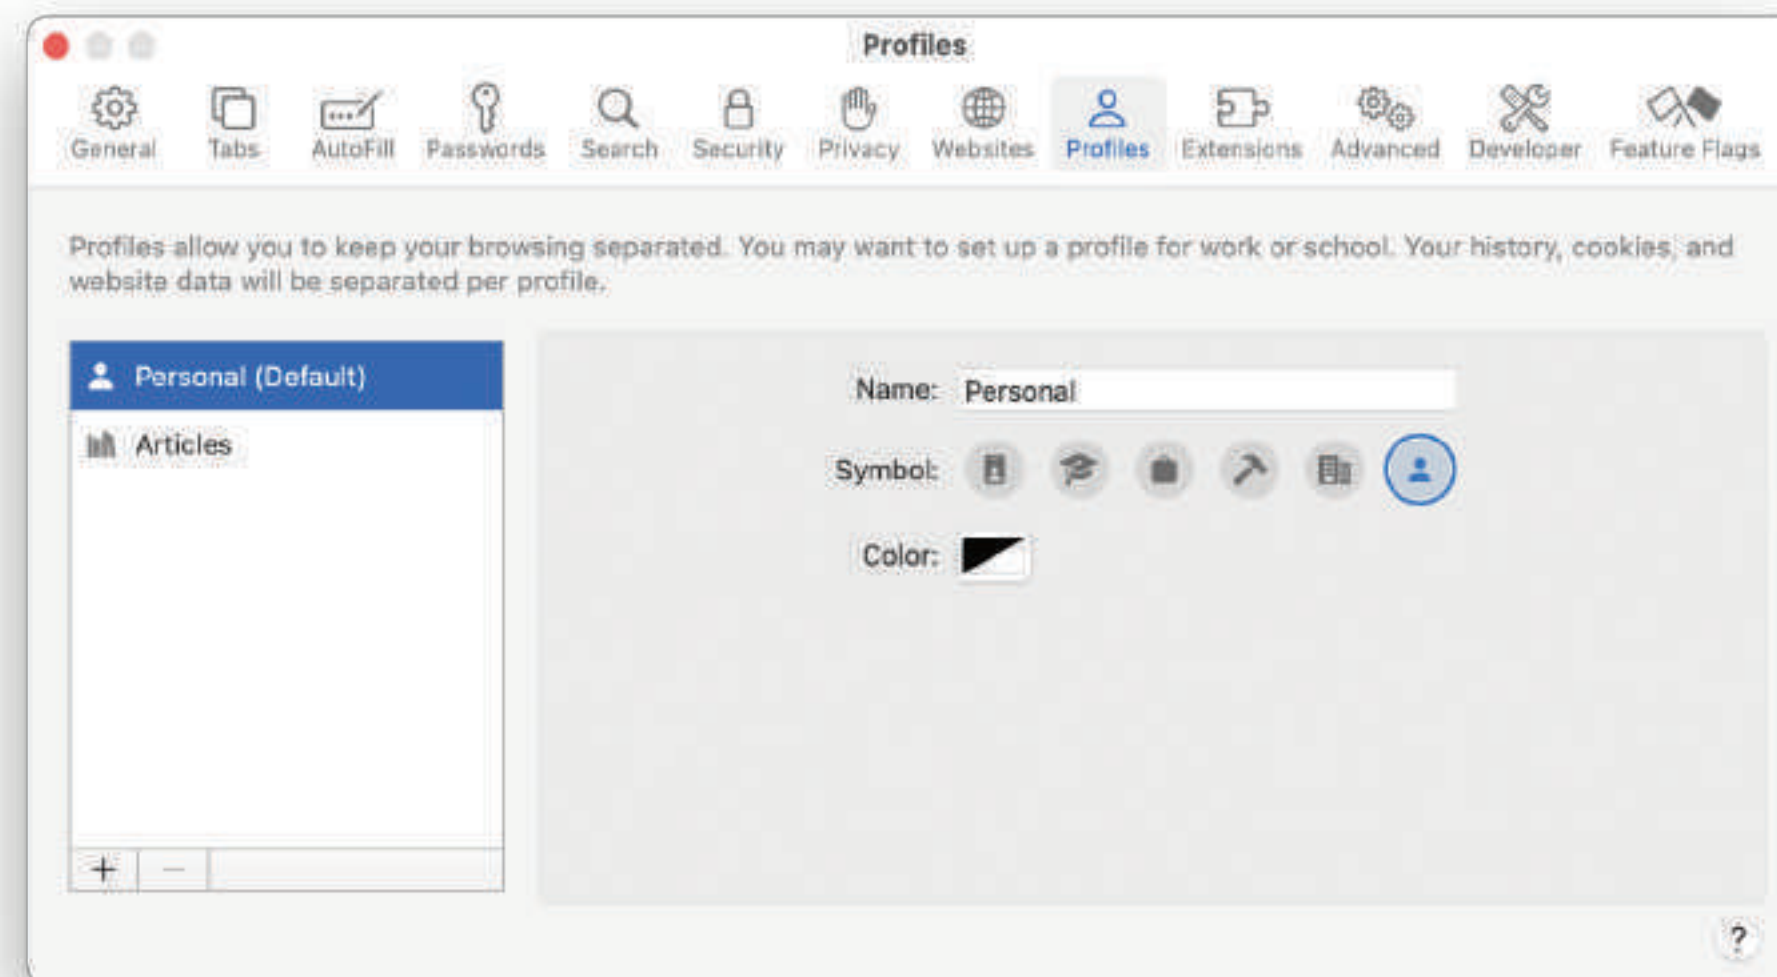 Profiles
General Tabs AutoFill Passwords Search Security Privacy Websites Profiles Extensions Advanced Developer Feature Flags
Profiles allow you to keep your browsing separated. You may want to set up a profile for work or school. Your history, cookies, and
website data will be separated per profile.
Personal (Default)
Articles
Name: Personal
Symbol:
Color:
+ −
?